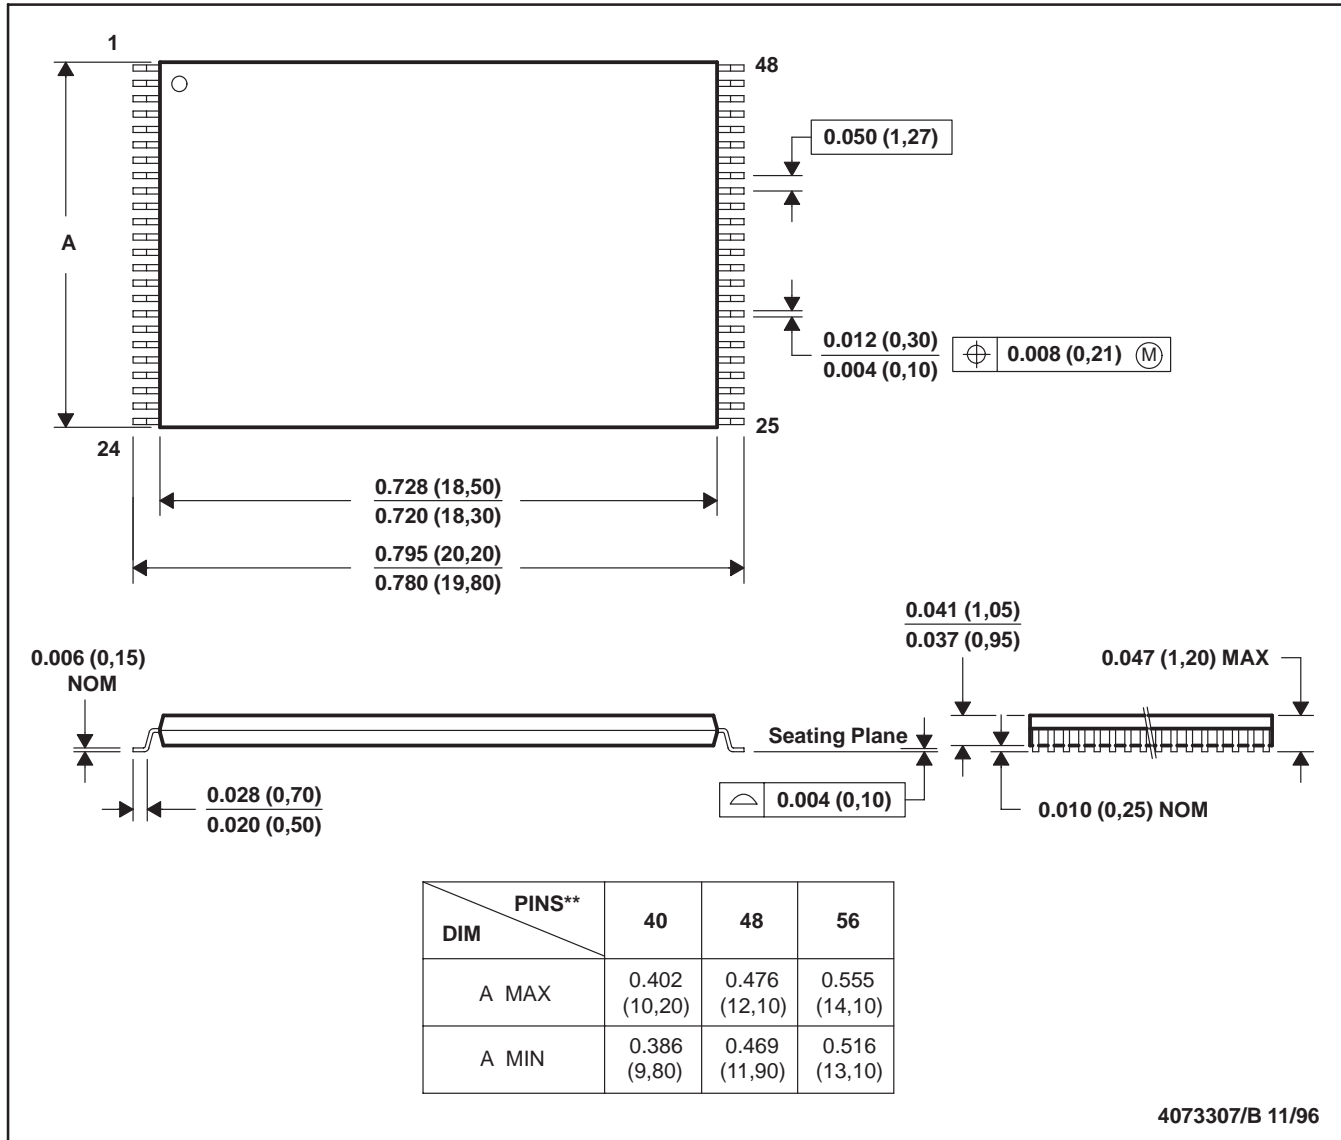 1
48
0.050 (1,27)
A
0.012 (0,30)
0.004 (0,10)
0.008 (0,21) M
24
25
0.728 (18,50)
0.720 (18,30)
0.795 (20,20)
0.780 (19,80)
0.041 (1,05)
0.037 (0,95)
0.047 (1,20) MAX
0.006 (0,15)
NOM
Seating Plane
0.028 (0,70)
0.020 (0,50)
0.004 (0,10)
0.010 (0,25) NOM
PINS**
DIM
40 48 56
A MAX
0.402 0.476 0.555
(10,20) (12,10) (14,10)
A MIN
0.386 0.469 0.516
(9,80) (11,90) (13,10)
4073307/B 11/96